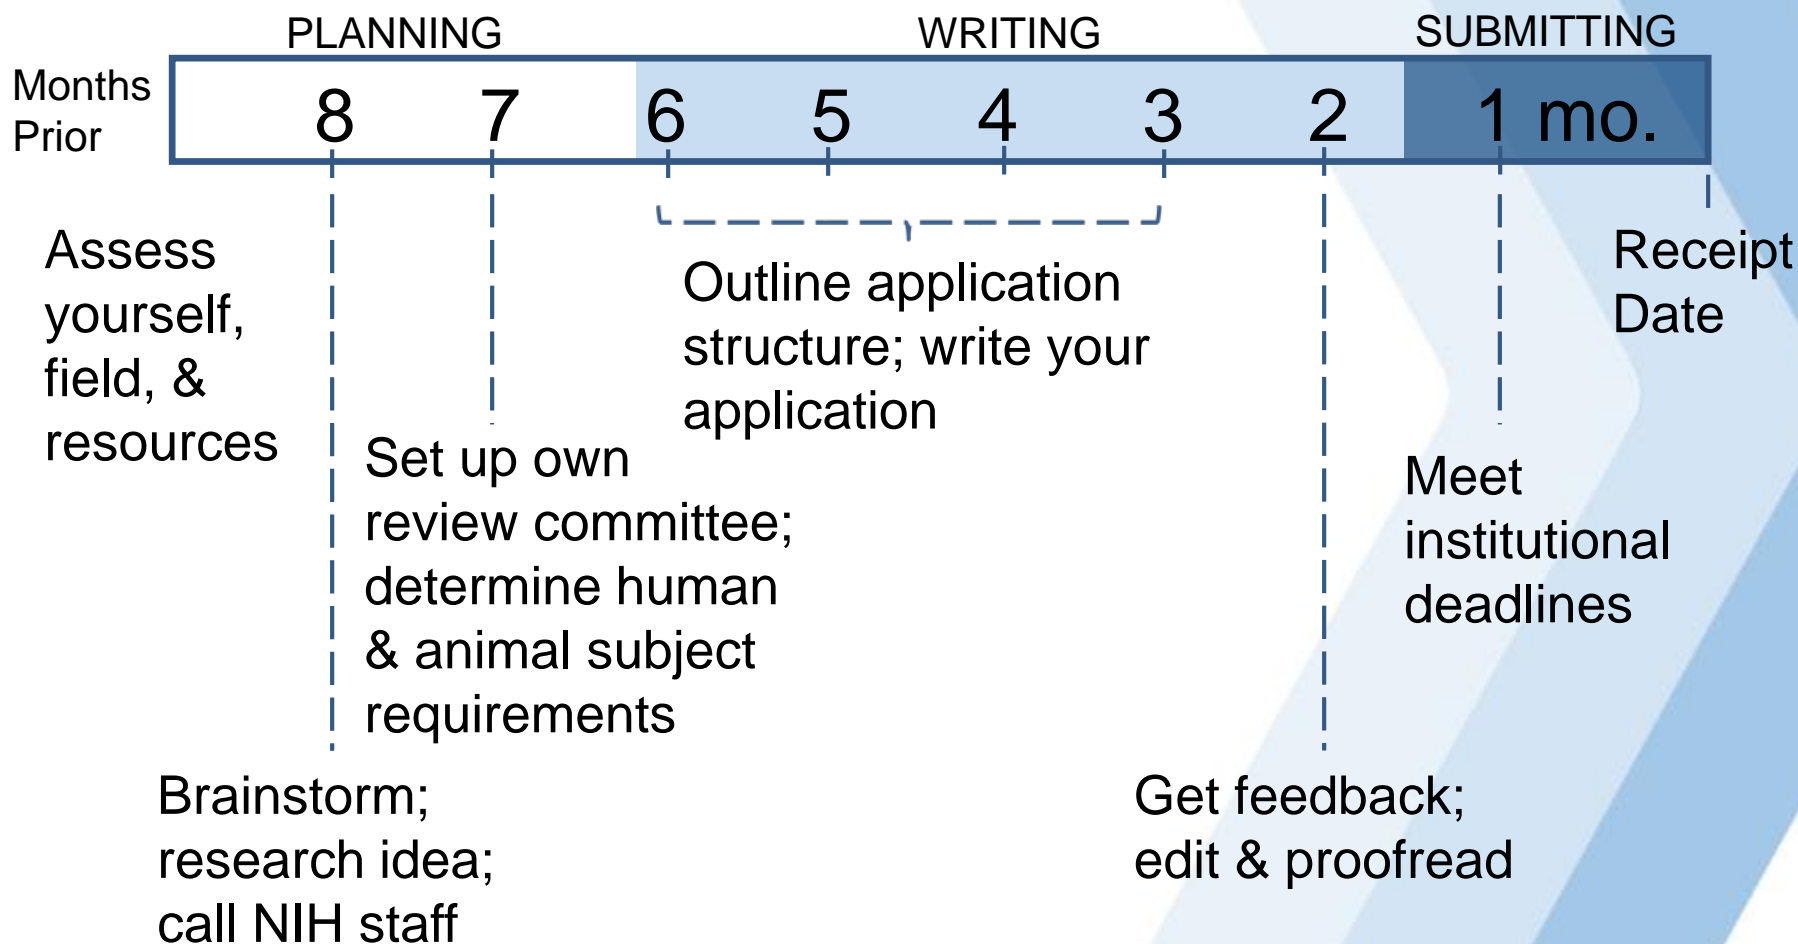 PLANNING
WRITING
SUBMITTING
Months
Prior
8 7 6 5 4 3 2 1 mo.
Assess
yourself,
field, &
resources
Brainstorm;
research idea;
call NIH staff
Set up own
review committee;
determine human
& animal subject
requirements
Outline application
structure; write your
application
Get feedback;
edit & proofread
Meet
institutional
deadlines
Receipt
Date